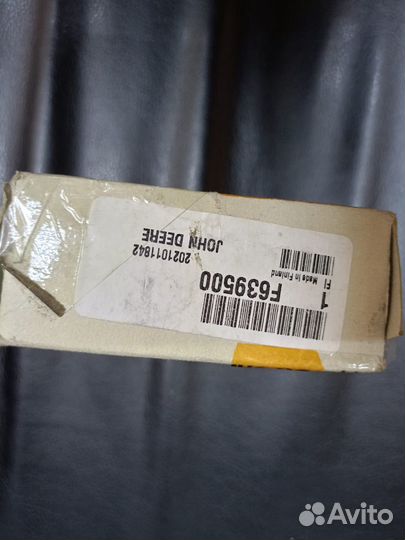 1
F639500
FI
Made in Finland
2021011842
JOHN DEERE
Avito